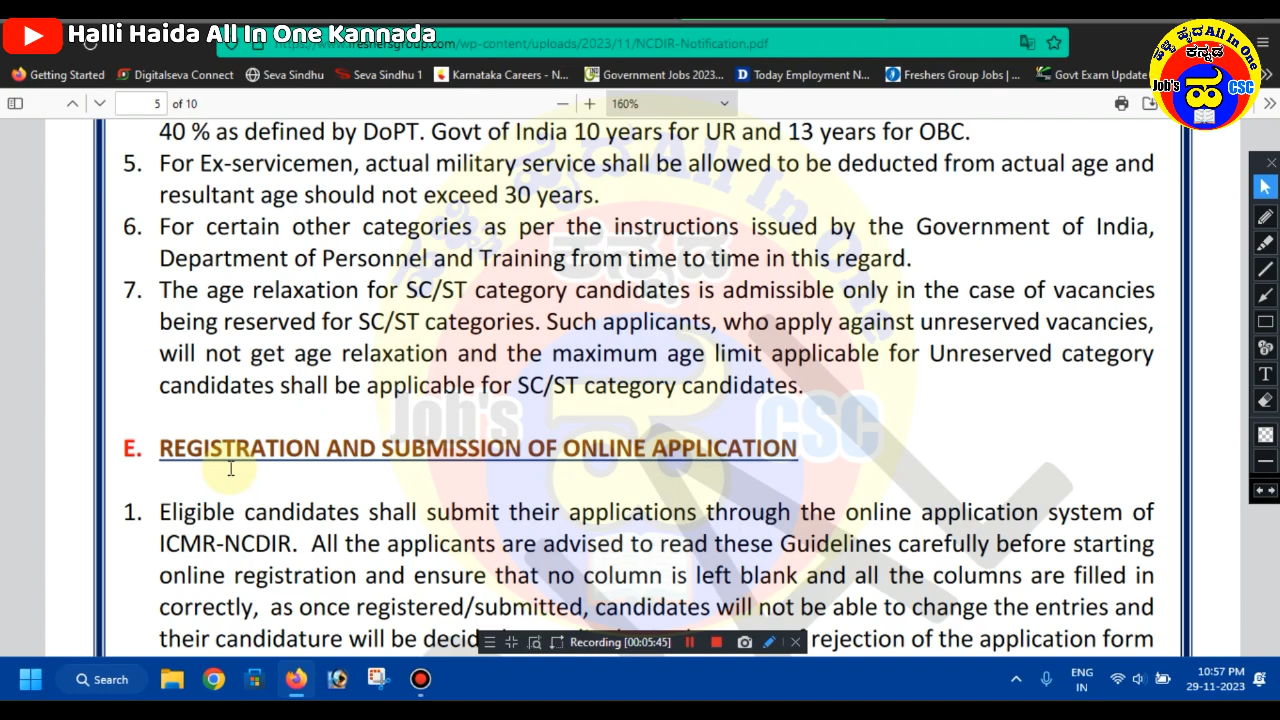 Halli Haida All In One Kannada
https://www.freshersgroup.com/wp-content/uploads/2023/11/NCDIR-Notification.pdf
Getting Started
Digitalseva Connect
Seva Sindhu
Seva Sindhu 1
Karnataka Careers - N...
Government Jobs 2023...
Today Employment N...
Freshers Group Jobs | ...
Govt Exam Update
ಹಳ್ಳಿ ಹೈದ All In One
ಕನ್ನಡ
Job's
CSC
5 of 10
160%
40 % as defined by DoPT. Govt of India 10 years for UR and 13 years for OBC.
5. For Ex-servicemen, actual military service shall be allowed to be deducted from actual age and
resultant age should not exceed 30 years.
6. For certain other categories as per the instructions issued by the Government of India,
Department of Personnel and Training from time to time in this regard.
7. The age relaxation for SC/ST category candidates is admissible only in the case of vacancies
being reserved for SC/ST categories. Such applicants, who apply against unreserved vacancies,
will not get age relaxation and the maximum age limit applicable for Unreserved category
candidates shall be applicable for SC/ST category candidates.
E. REGISTRATION AND SUBMISSION OF ONLINE APPLICATION
1. Eligible candidates shall submit their applications through the online application system of
ICMR-NCDIR. All the applicants are advised to read these Guidelines carefully before starting
online registration and ensure that no column is left blank and all the columns are filled in
correctly, as once registered/submitted, candidates will not be able to change the entries and
their candidature will be decid
rejection of the application form
Recording [00:05:45]
Search
ENG
IN
10:57 PM
29-11-2023